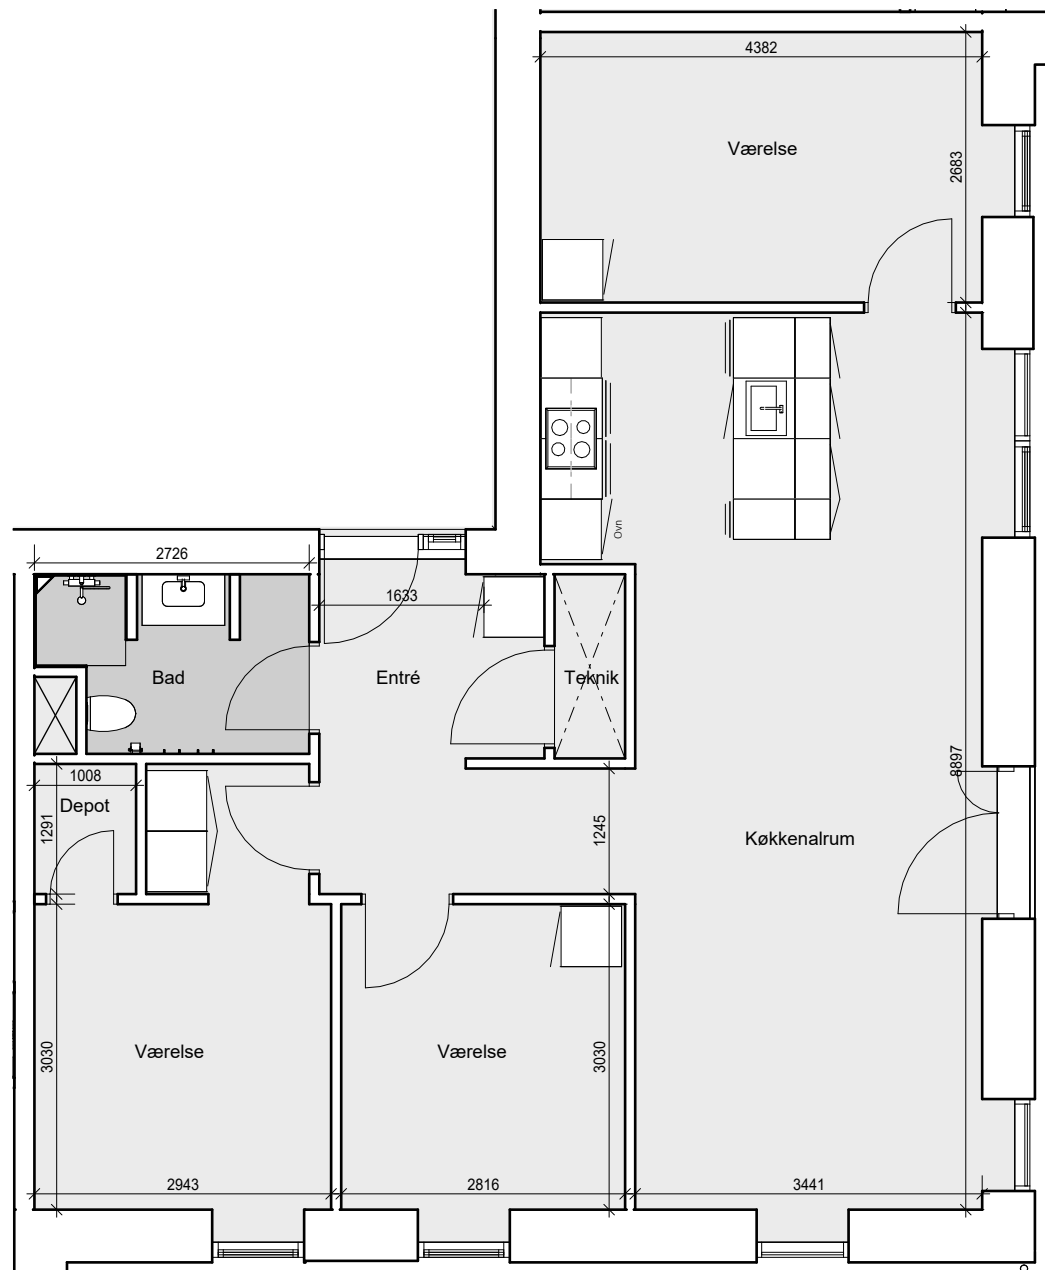 4382
Værelse
2683
Ovn
2726
1633
Bad
Entré
Teknik
1008
Depot
1291
1245
8897
Køkkenalrum
Værelse
3030
Værelse
3030
2943
2816
3441